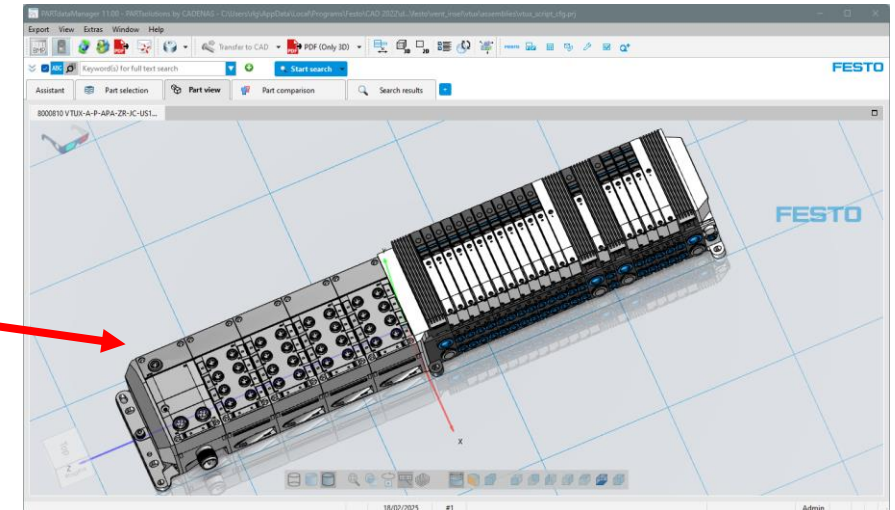 PARTdataManager 11.00 - PARTsolutions by CADENAS
Export View Extras Window Help
Transfer to CAD PDF (Only 3D)
ABC Keyword(s) for full text search Start search FESTO
Assistant Part selection Part view Part comparison Search results
8000810 VTUX-A-P-APA-ZR-JC-US1...
FESTO
X
Z
18/02/2025 #1 Admin